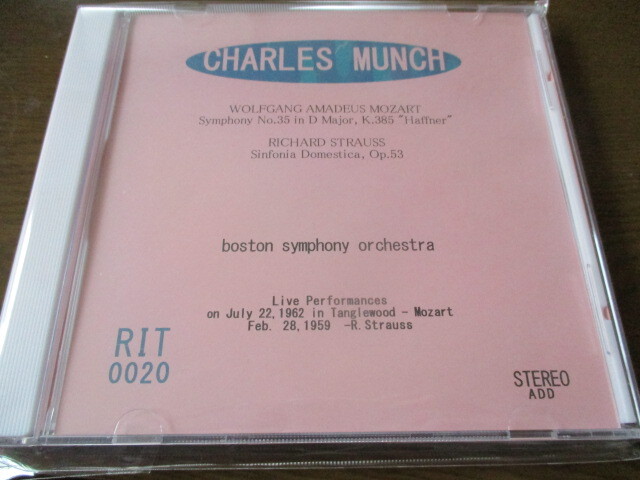 CHARLES MUNCH
WOLFGANG AMADEUS MOZART
Symphony No.35 in D Major, K.385 "Haffner"
RICHARD STRAUSS
Sinfonia Domestica, Op.53
boston symphony orchestra
Live Performances
on July 22,1962 in Tanglewood - Mozart
Feb. 28,1959 -R.Strauss
RIT
0020
STEREO
ADD